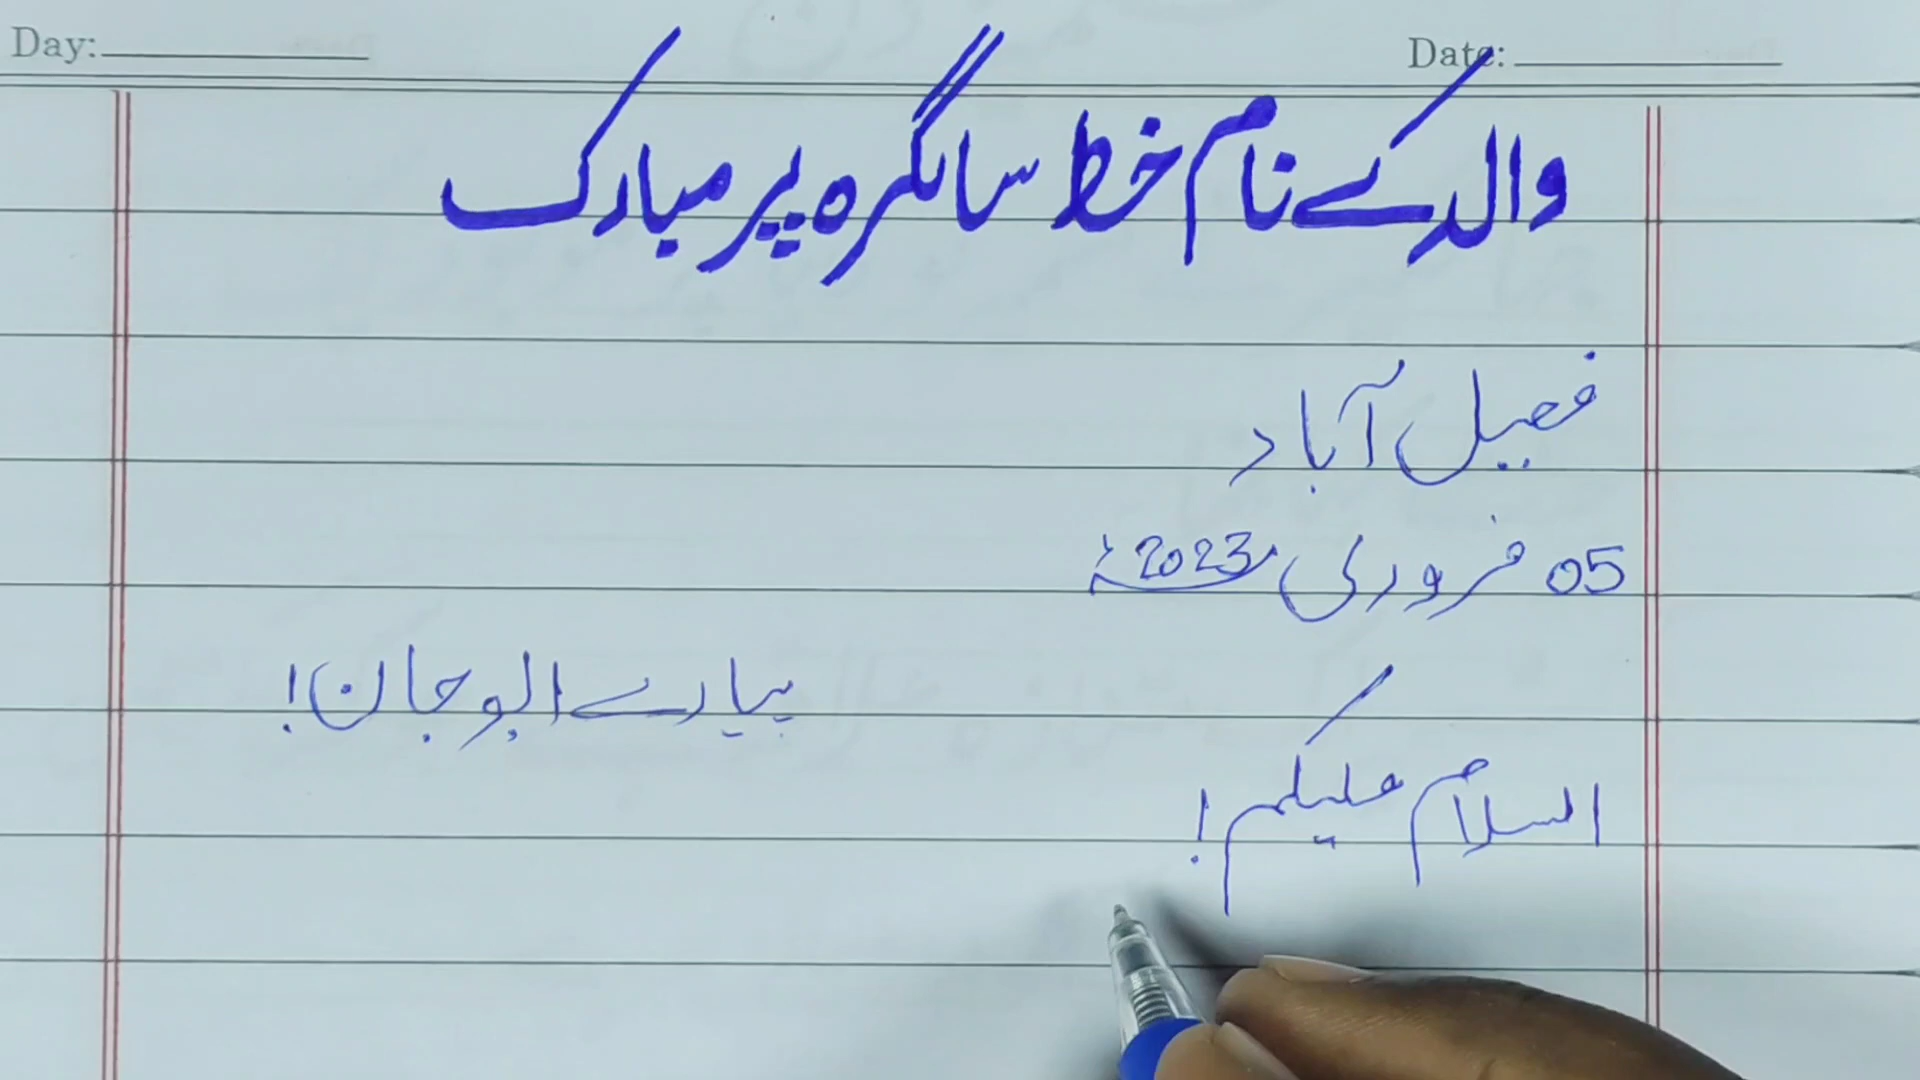 Day: Date:
والد کے نام خط سالگرہ پر مبارک
فیصل آباد
05 فروری 2023ء
پیارے ابو جان!
السلام علیکم!